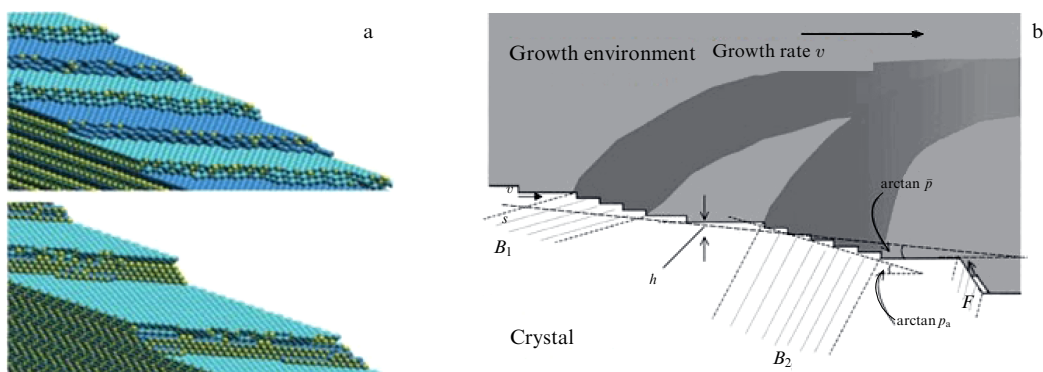 a
b
Growth environment
Growth rate v
arctan p̄
v
s
B₁
h
F
arctan pₐ
B₂
Crystal